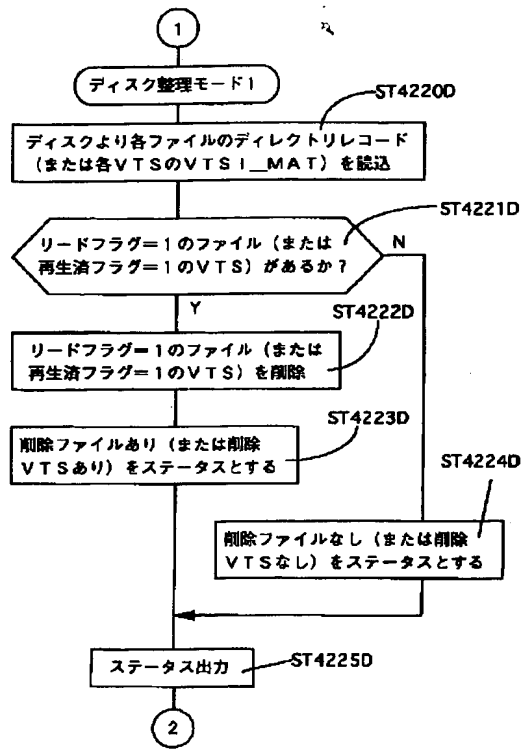 1
ディスク整理モード1
ST4220D
ディスクより各ファイルのディレクトリレコード
(または各VTSのVTSI__MAT)を読込
ST4221D
リードフラグ=1のファイル(または
再生済フラグ=1のVTS)があるか?
N
Y
ST4222D
リードフラグ=1のファイル(または
再生済フラグ=1のVTS)を削除
ST4223D
削除ファイルあり(または削除
VTSあり)をステータスとする
ST4224D
削除ファイルなし(または削除
VTSなし)をステータスとする
ステータス出力
ST4225D
2